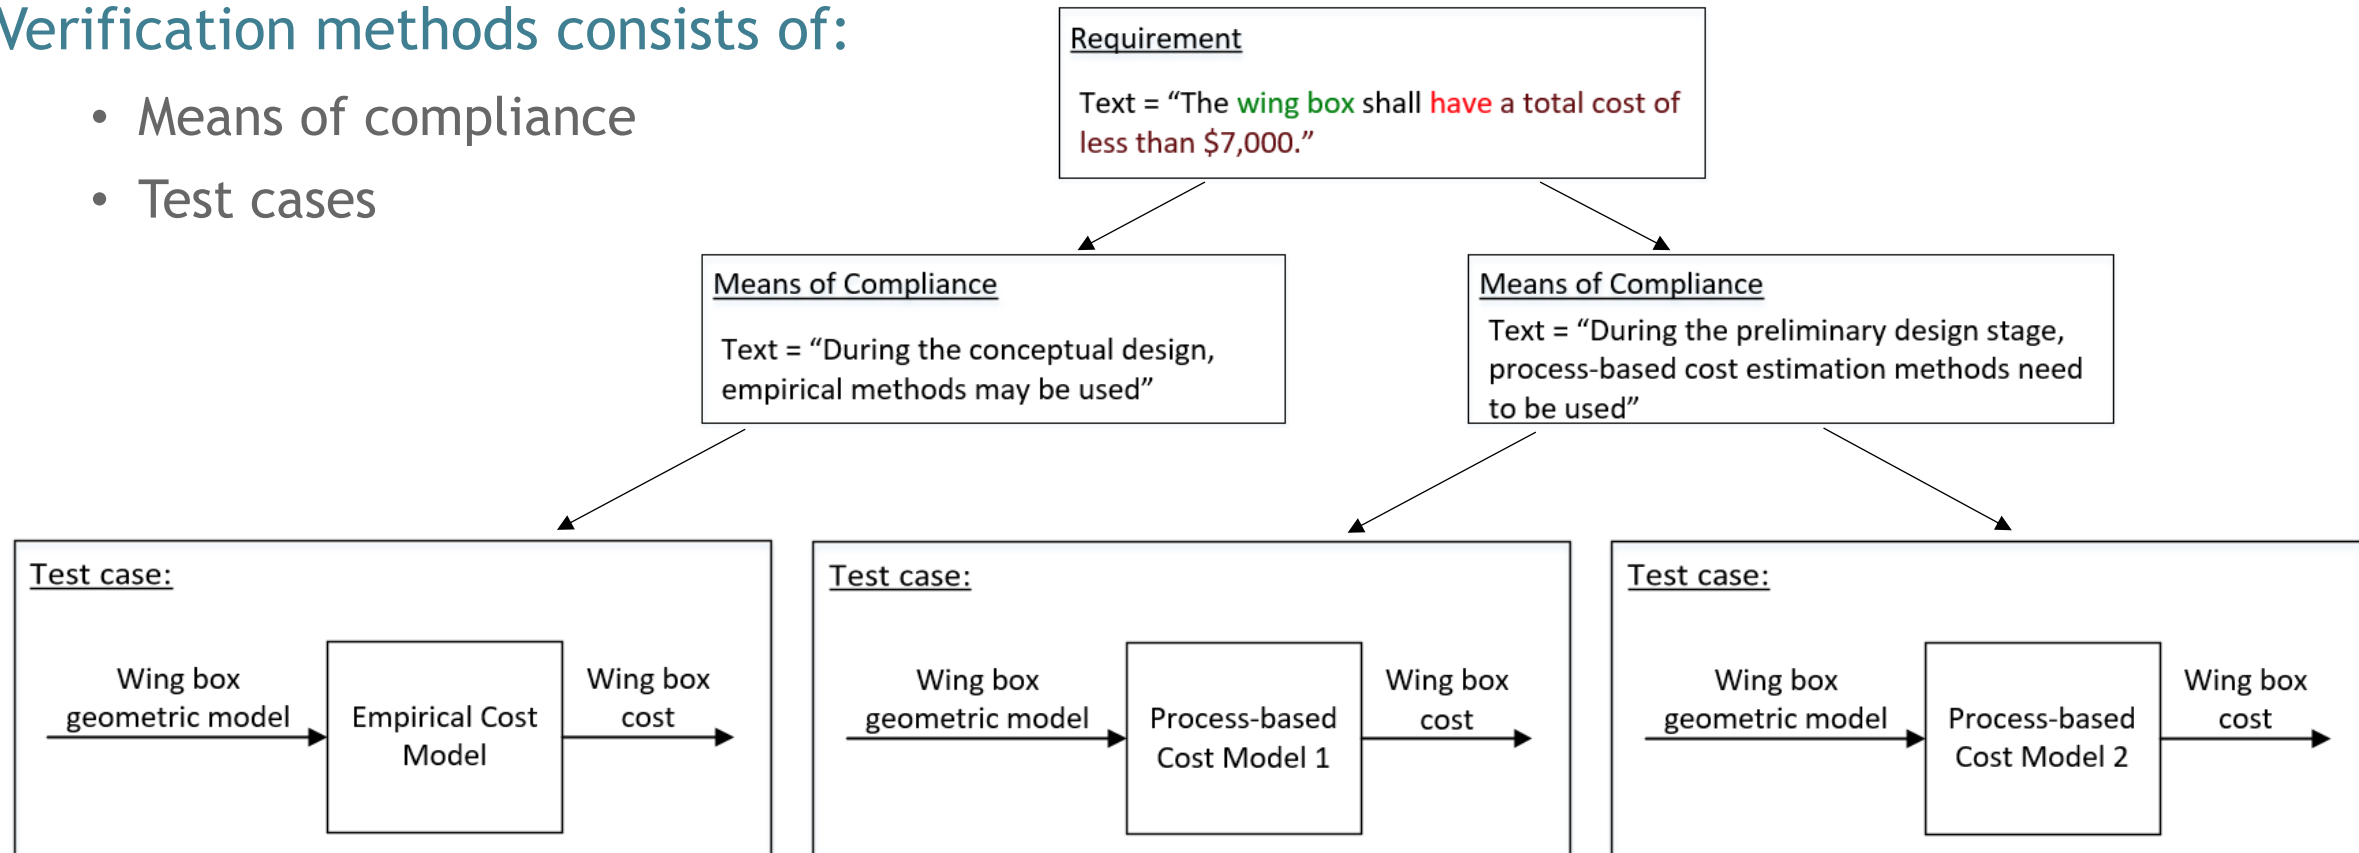 Verification methods consists of:
• Means of compliance
• Test cases
Requirement
Text = “The wing box shall have a total cost of
less than $7,000.”
Means of Compliance
Text = “During the conceptual design,
empirical methods may be used”
Means of Compliance
Text = “During the preliminary design stage,
process-based cost estimation methods need
to be used”
Test case:
Wing box
geometric model
Empirical Cost
Model
Wing box
cost
Test case:
Wing box
geometric model
Process-based
Cost Model 1
Wing box
cost
Test case:
Wing box
geometric model
Process-based
Cost Model 2
Wing box
cost